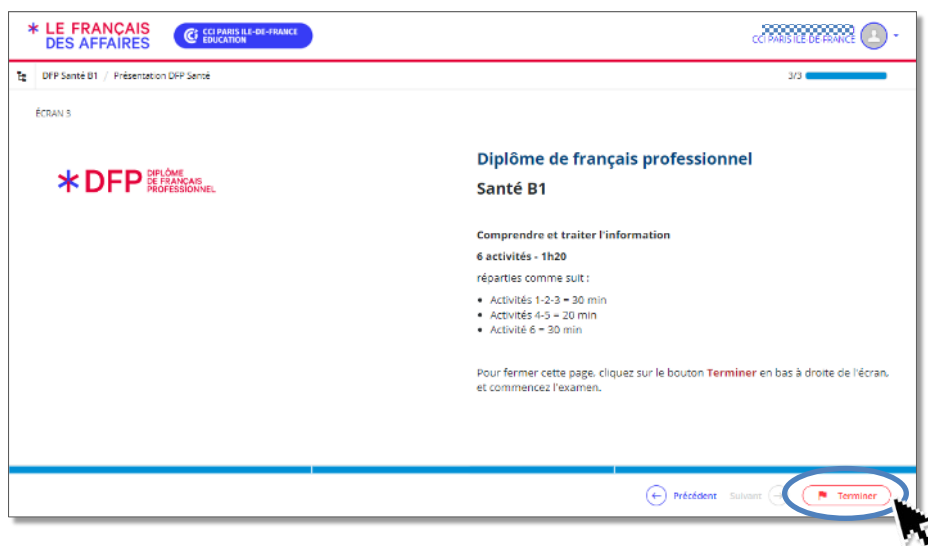 LE FRANÇAIS
DES AFFAIRES
CCI PARIS ILE-DE-FRANCE
EDUCATION
CCI PARIS ILE DE FRANCE
DFP Santé B1 / Présentation DFP Santé
3/3
ÉCRAN 3
DFP DIPLÔME
DE FRANÇAIS
PROFESSIONNEL
Diplôme de français professionnel
Santé B1
Comprendre et traiter l'information
6 activités - 1h20
réparties comme suit :
• Activités 1-2-3 = 30 min
• Activités 4-5 = 20 min
• Activité 6 = 30 min
Pour fermer cette page, cliquez sur le bouton Terminer en bas à droite de l'écran,
et commencez l'examen.
Précédent Suivant Terminer